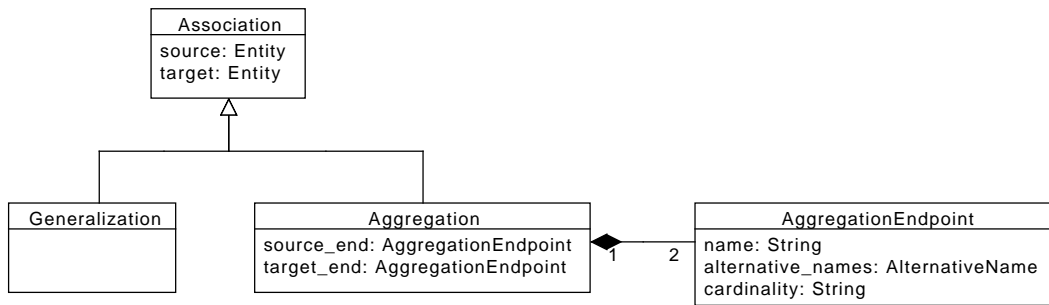 Association
source: Entity
target: Entity
Generalization
Aggregation
source_end: AggregationEndpoint
target_end: AggregationEndpoint
1
2
AggregationEndpoint
name: String
alternative_names: AlternativeName
cardinality: String